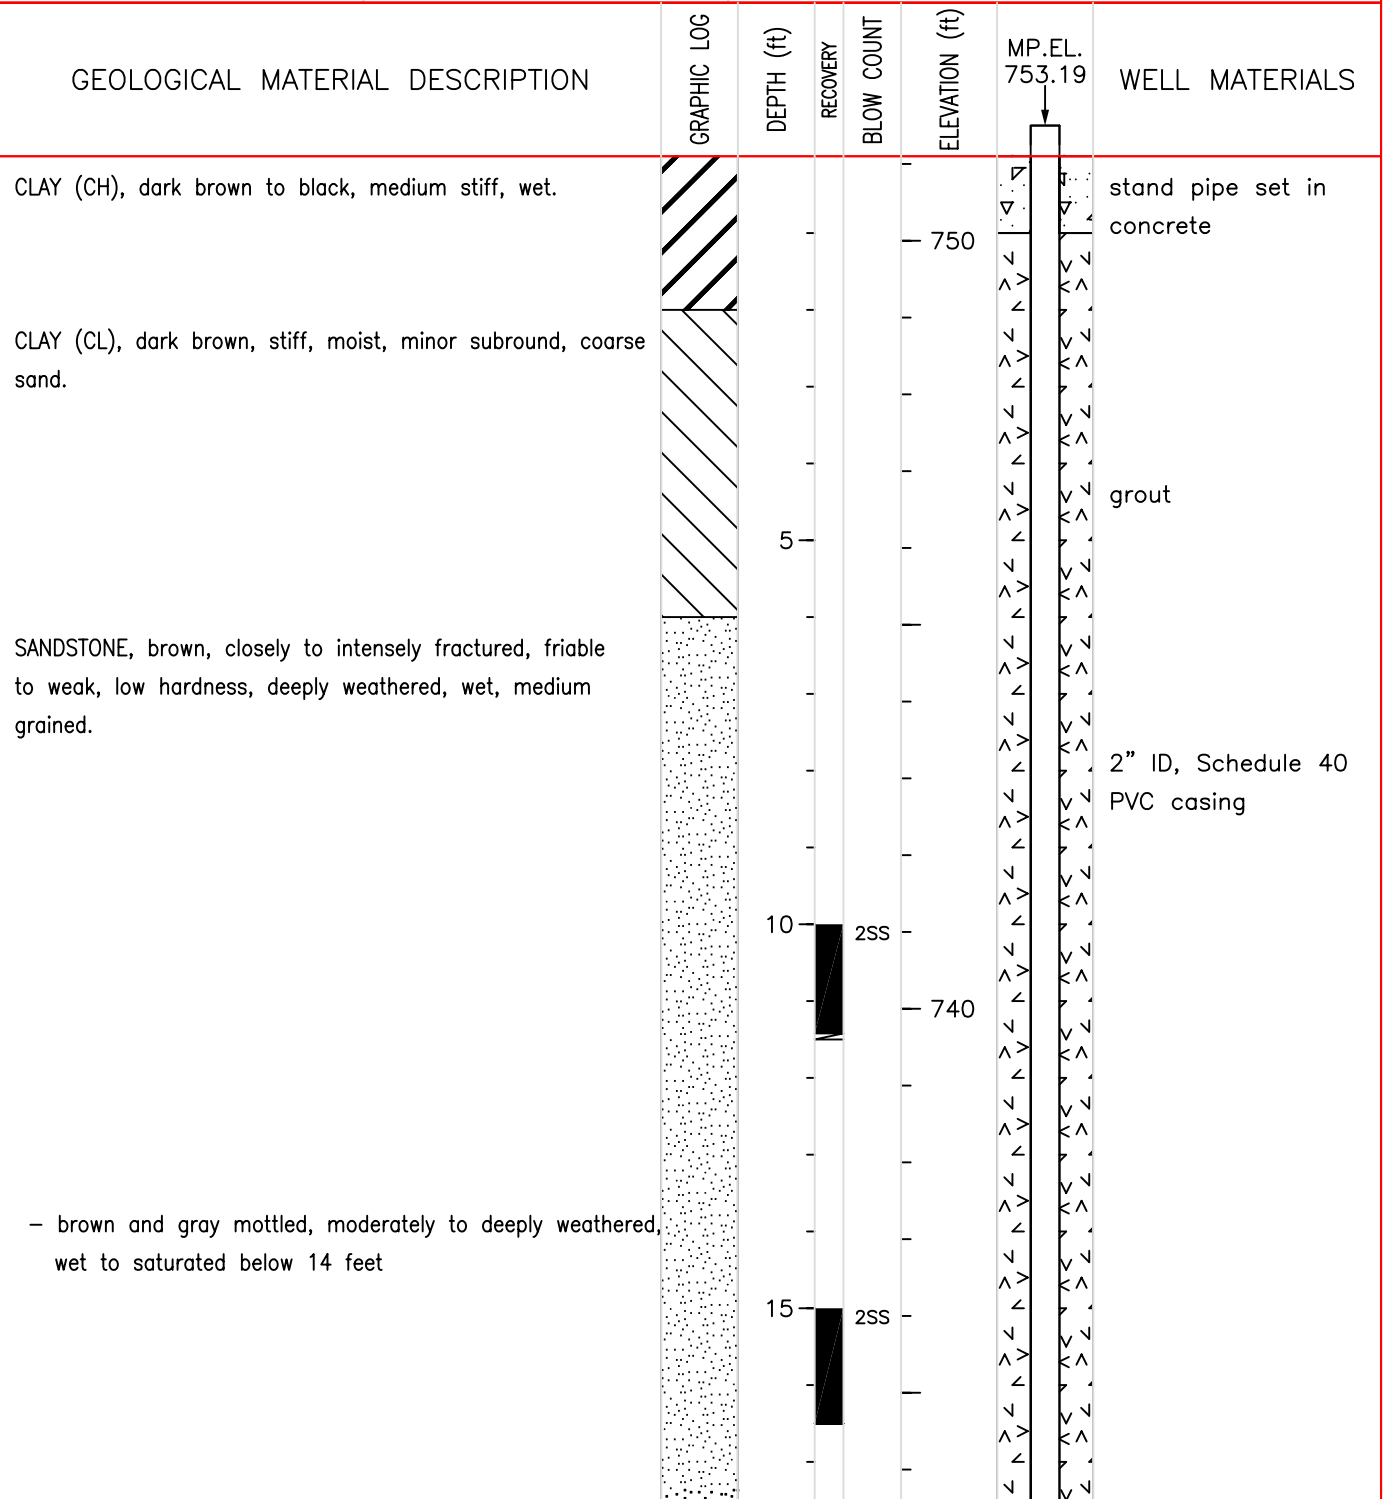 GEOLOGICAL MATERIAL DESCRIPTION
GRAPHIC LOG
DEPTH (ft)
RECOVERY
BLOW COUNT
ELEVATION (ft)
MP.EL.
753.19
WELL MATERIALS
CLAY (CH), dark brown to black, medium stiff, wet.
stand pipe set in
concrete
750
CLAY (CL), dark brown, stiff, moist, minor subround, coarse
sand.
grout
5
SANDSTONE, brown, closely to intensely fractured, friable
to weak, low hardness, deeply weathered, wet, medium
grained.
2” ID, Schedule 40
PVC casing
10
2SS
740
– brown and gray mottled, moderately to deeply weathered,
wet to saturated below 14 feet
15
2SS